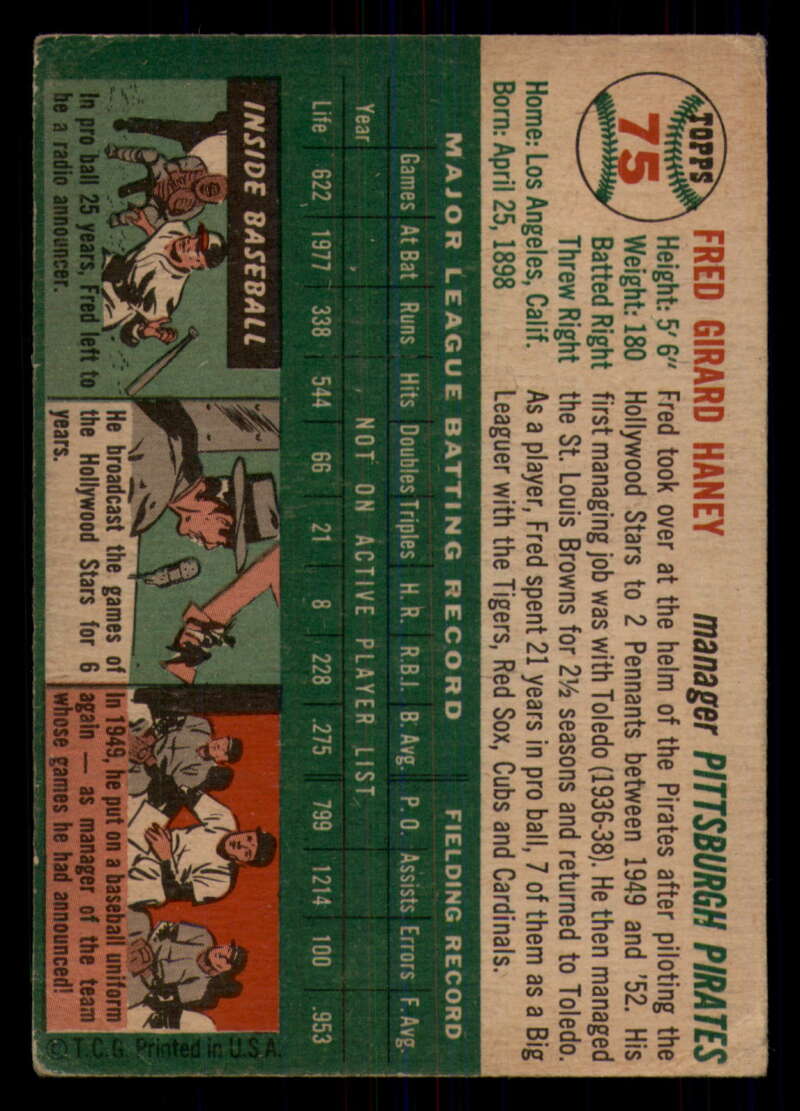 TOPPS
75
FRED GIRARD HANEY manager PITTSBURGH PIRATES
Height: 5' 6"
Weight: 180
Batted Right
Threw Right
Home: Los Angeles, Calif.
Born: April 25, 1898
Fred took over at the helm of the Pirates after piloting the
Hollywood Stars to 2 Pennants between 1949 and '52. His
first managing job was with Toledo (1936-38). He then managed
the St. Louis Browns for 2½ seasons and returned to Toledo.
As a player, Fred spent 21 years in pro ball, 7 of them as a Big
Leaguer with the Tigers, Red Sox, Cubs and Cardinals.
MAJOR LEAGUE BATTING RECORD FIELDING RECORD
Games At Bat Runs Hits Doubles Triples H. R. R.B.I. B. Avg. P. O. Assists Errors F. Avg.
Year NOT ON ACTIVE PLAYER LIST
Life 622 1977 338 544 66 21 8 228 .275 799 1214 100 .953
INSIDE BASEBALL
In pro ball 25 years, Fred left to
be a radio announcer.
He broadcast the games of
the Hollywood Stars for 6
years.
In 1949, he put on a baseball uniform
again — as manager of the team
whose games he had announced!
© T.C.G. Printed in U.S.A.